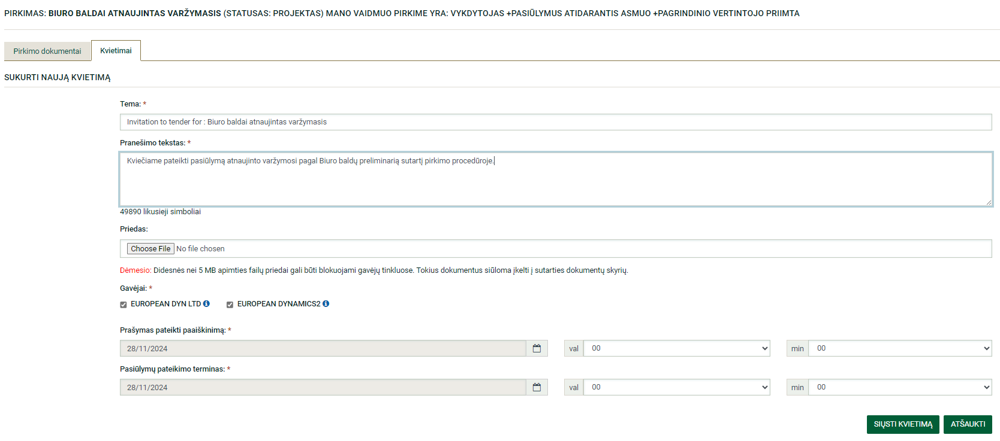 PIRKIMAS: BIURO BALDAI ATNAUJINTAS VARŽYMASIS (STATUSAS: PROJEKTAS) MANO VAIDMUO PIRKIME YRA: VYKDYTOJAS +PASIŪLYMUS ATIDARANTIS ASMUO +PAGRINDINIO VERTINTOJO PRIIMTA
Pirkimo dokumentai Kvietimai
SUKURTI NAUJĄ KVIETIMĄ
Tema: *
Invitation to tender for : Biuro baldai atnaujintas varžymasis
Pranešimo tekstas: *
Kviečiame pateikti pasiūlymą atnaujinto varžymosi pagal Biuro baldų preliminarią sutartį pirkimo procedūroje.
49890 likusieji simboliai
Priedas:
Choose File No file chosen
Dėmesio: Didesnės nei 5 MB apimties failų priedai gali būti blokuojami gavėjų tinkluose. Tokius dokumentus siūloma įkelti į sutarties dokumentų skyrių.
Gavėjai: *
EUROPEAN DYN LTD EUROPEAN DYNAMICS2
Prašymas pateikti paaiškinimą: *
28/11/2024 val 00 min 00
Pasiūlymų pateikimo terminas: *
28/11/2024 val 00 min 00
SIŲSTI KVIETIMĄ ATŠAUKTI